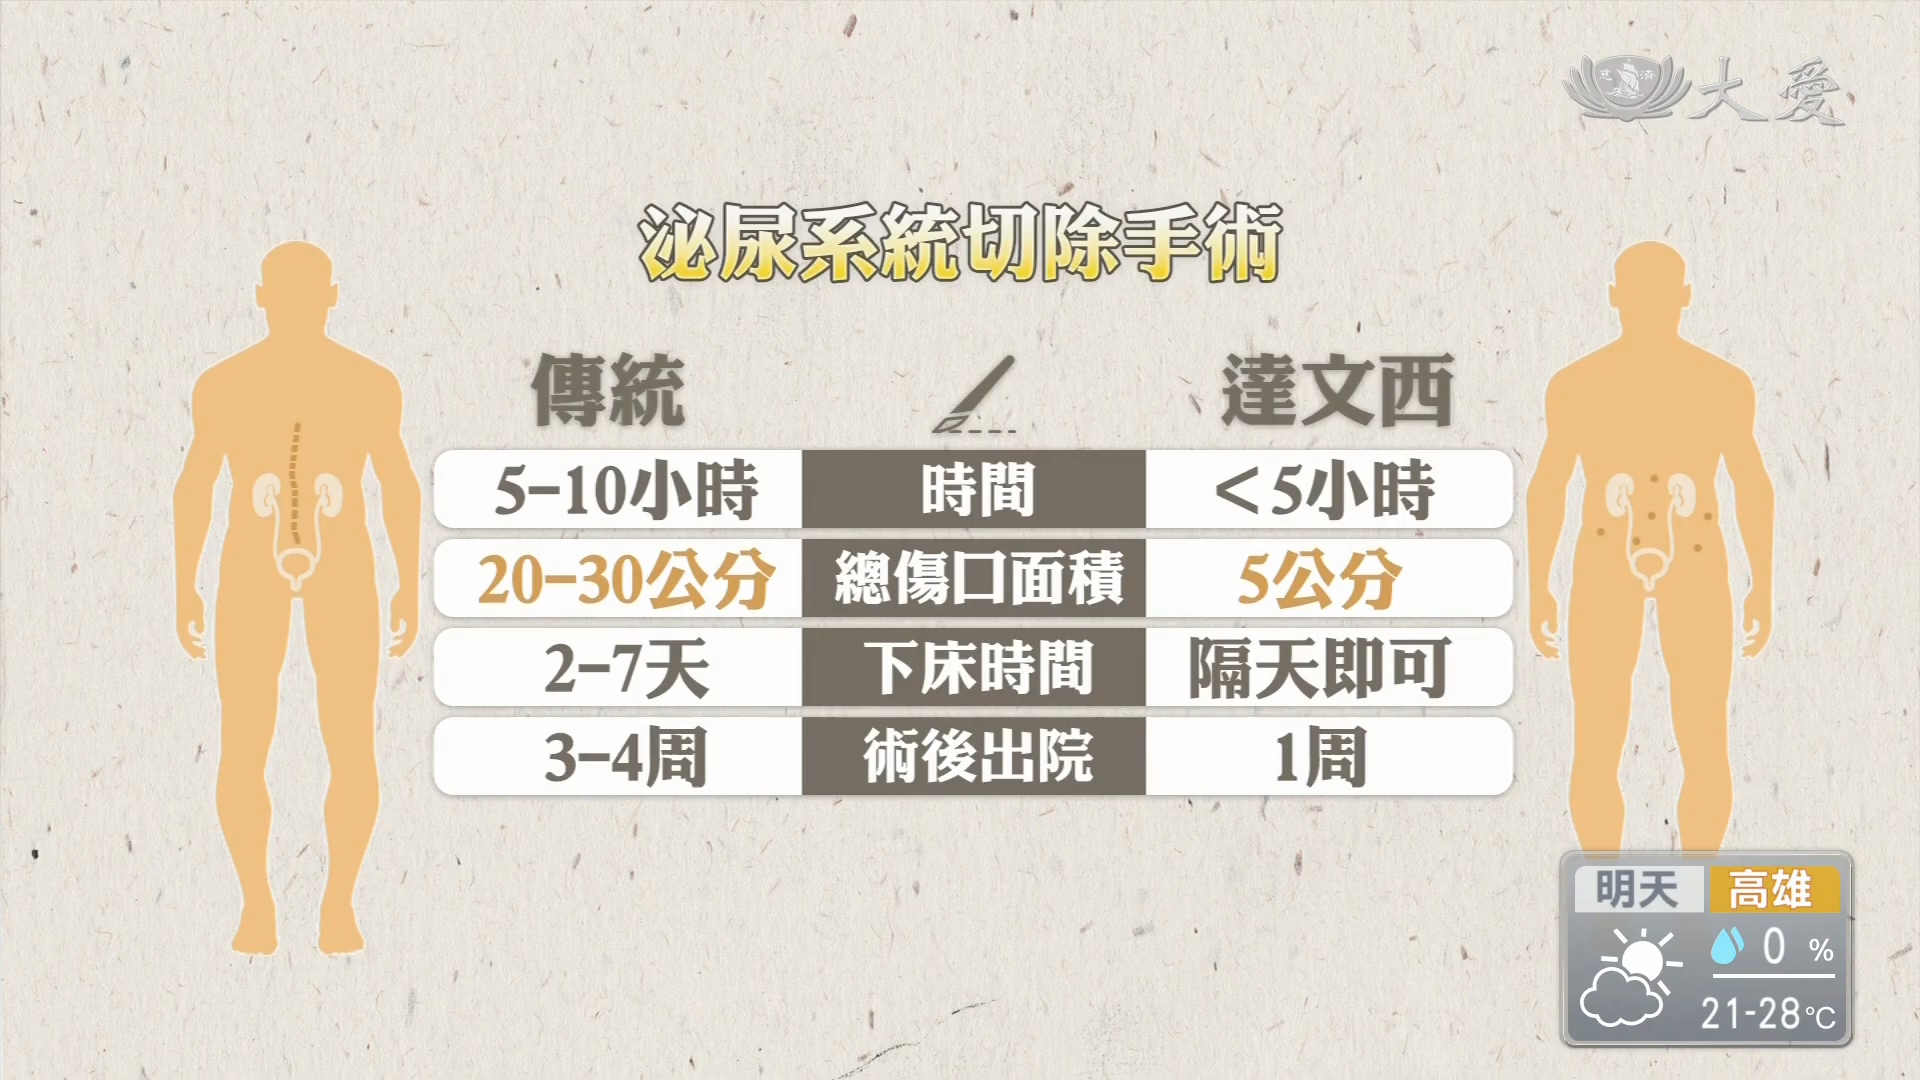 慈濟
大愛
泌尿系統切除手術
傳統 達文西
5-10小時 時間 <5小時
20-30公分 總傷口面積 5公分
2-7天 下床時間 隔天即可
3-4周 術後出院 1周
明天 高雄
0 %
21-28°C